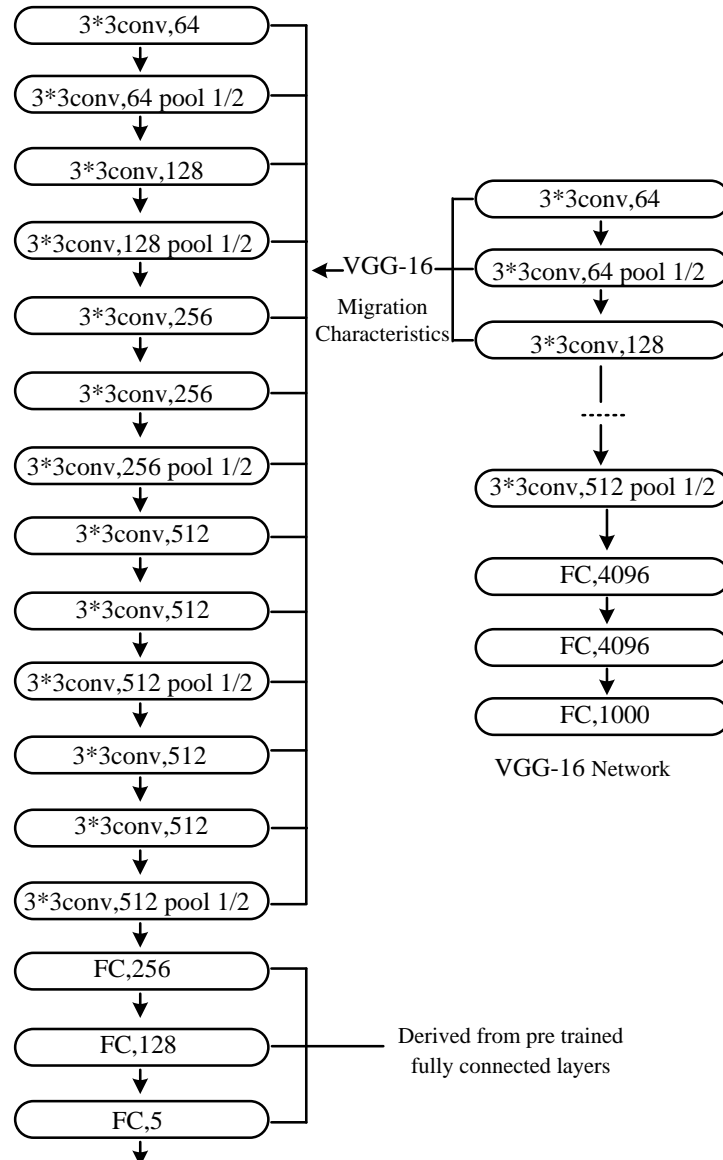 3*3conv,64
3*3conv,64 pool 1/2
3*3conv,128
3*3conv,128 pool 1/2
3*3conv,256
3*3conv,256
3*3conv,256 pool 1/2
3*3conv,512
3*3conv,512
3*3conv,512 pool 1/2
3*3conv,512
3*3conv,512
3*3conv,512 pool 1/2
FC,256
FC,128
FC,5
VGG-16
Migration
Characteristics
3*3conv,64
3*3conv,64 pool 1/2
3*3conv,128
3*3conv,512 pool 1/2
FC,4096
FC,4096
FC,1000
VGG-16 Network
Derived from pre trained
fully connected layers